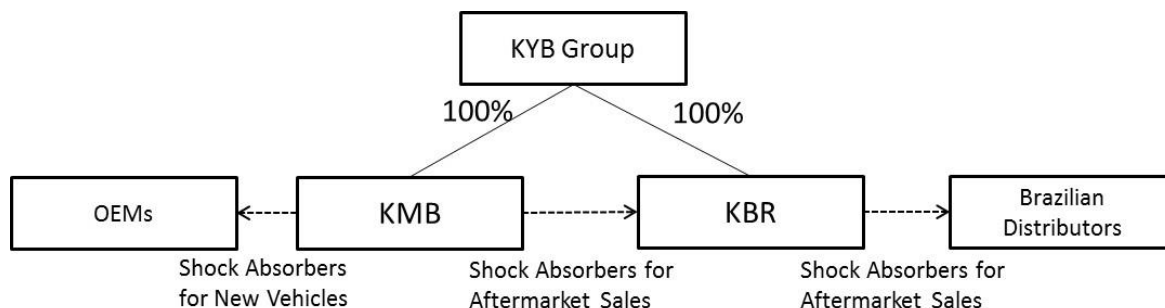 KYB Group
100%
100%
OEMs
KMB
KBR
Brazilian
Distributors
Shock Absorbers
for New Vehicles
Shock Absorbers for
Aftermarket Sales
Shock Absorbers for
Aftermarket Sales